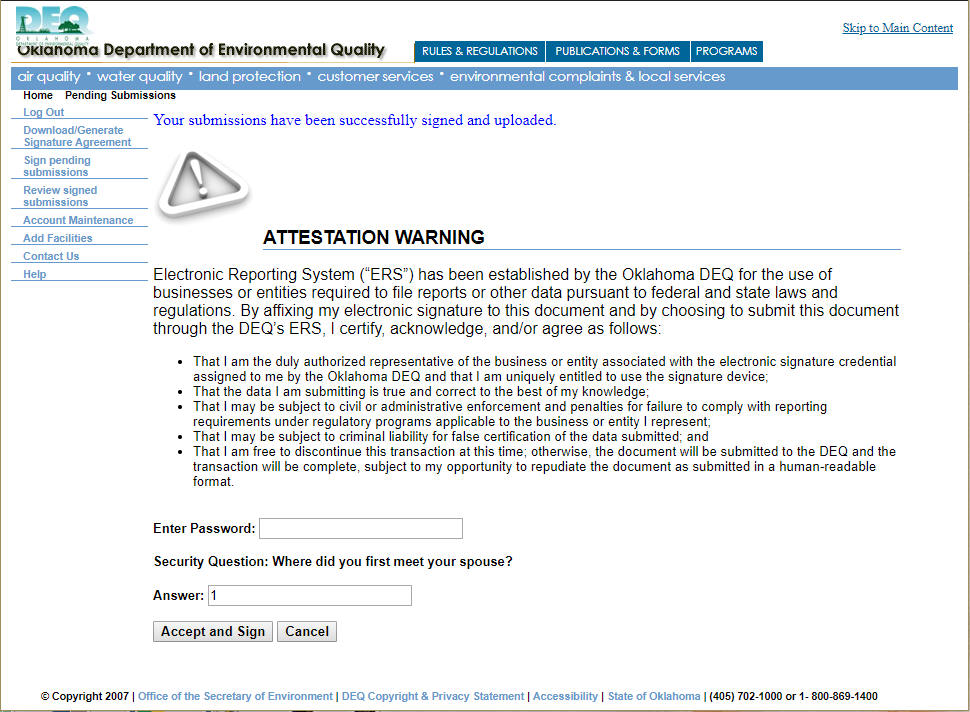 DEQ
OKLAHOMA
DEPARTMENT OF ENVIRONMENTAL QUALITY
Oklahoma Department of Environmental Quality
Skip to Main Content
RULES & REGULATIONS PUBLICATIONS & FORMS PROGRAMS
air quality * water quality * land protection * customer services * environmental complaints & local services
Home Pending Submissions
Log Out
Download/Generate
Signature Agreement
Sign pending
submissions
Review signed
submissions
Account Maintenance
Add Facilities
Contact Us
Help
Your submissions have been successfully signed and uploaded.
ATTESTATION WARNING
Electronic Reporting System (“ERS”) has been established by the Oklahoma DEQ for the use of
businesses or entities required to file reports or other data pursuant to federal and state laws and
regulations. By affixing my electronic signature to this document and by choosing to submit this document
through the DEQ’s ERS, I certify, acknowledge, and/or agree as follows:
• That I am the duly authorized representative of the business or entity associated with the electronic signature credential
assigned to me by the Oklahoma DEQ and that I am uniquely entitled to use the signature device;
• That the data I am submitting is true and correct to the best of my knowledge;
• That I may be subject to civil or administrative enforcement and penalties for failure to comply with reporting
requirements under regulatory programs applicable to the business or entity I represent;
• That I may be subject to criminal liability for false certification of the data submitted; and
• That I am free to discontinue this transaction at this time; otherwise, the document will be submitted to the DEQ and the
transaction will be complete, subject to my opportunity to repudiate the document as submitted in a human-readable
format.
Enter Password:
Security Question: Where did you first meet your spouse?
Answer: 1
Accept and Sign Cancel
© Copyright 2007 | Office of the Secretary of Environment | DEQ Copyright & Privacy Statement | Accessibility | State of Oklahoma | (405) 702-1000 or 1- 800-869-1400